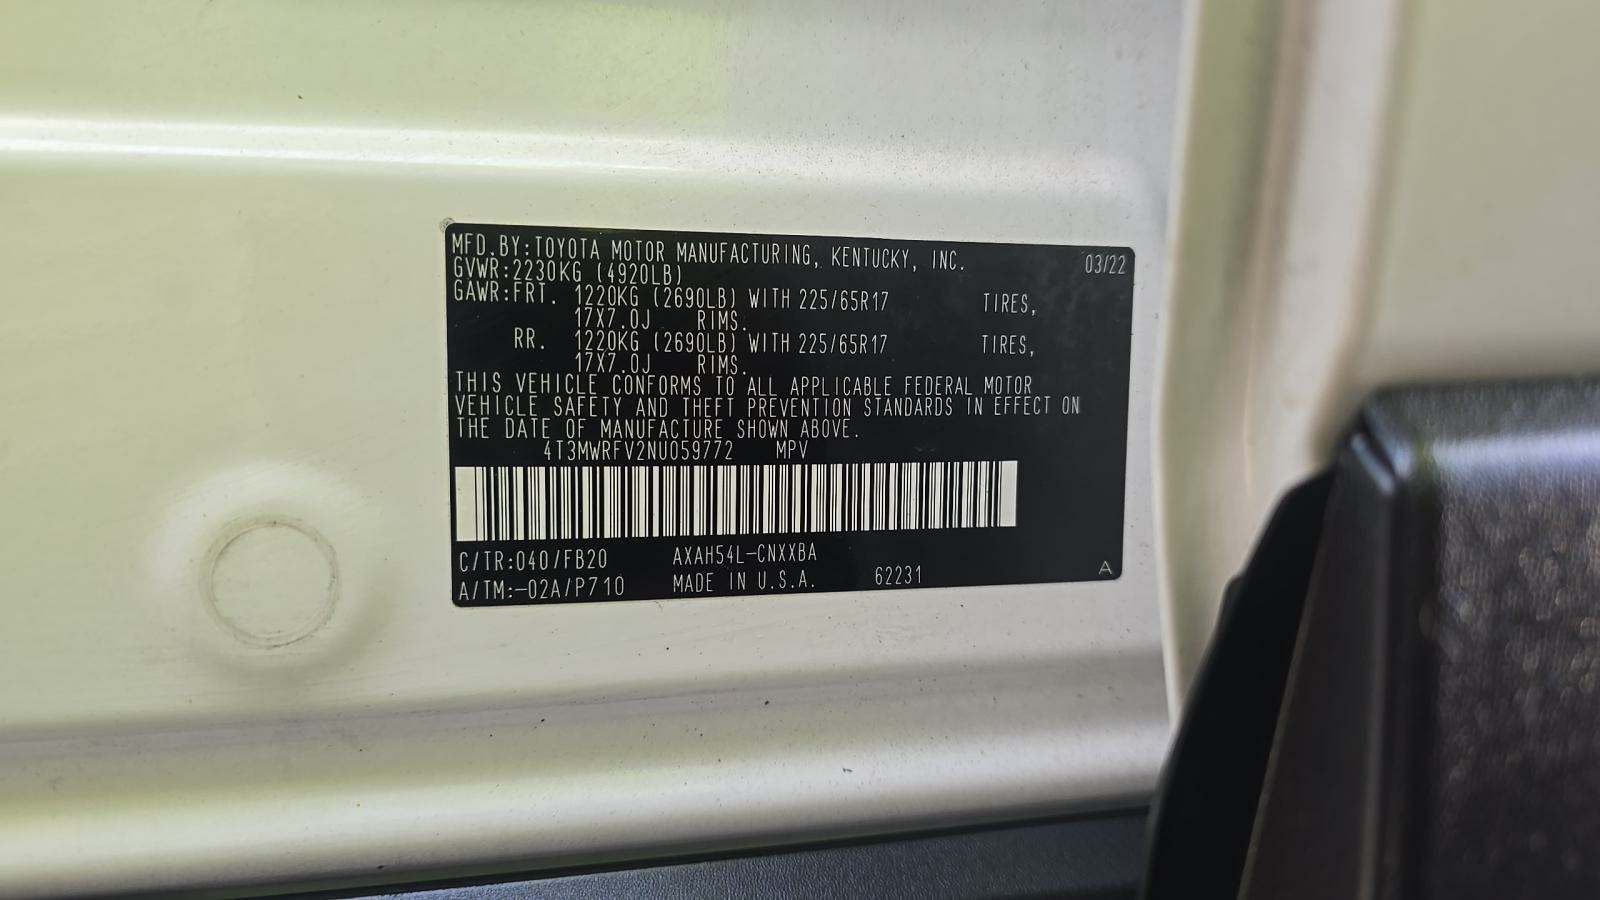 MFD.BY:TOYOTA MOTOR MANUFACTURING, KENTUCKY, INC. 03/22
GVWR:2230KG (4920LB)
GAWR:FRT. 1220KG (2690LB) WITH 225/65R17 TIRES,
17X7.0J RIMS.
RR. 1220KG (2690LB) WITH 225/65R17 TIRES,
17X7.0J RIMS.
THIS VEHICLE CONFORMS TO ALL APPLICABLE FEDERAL MOTOR
VEHICLE SAFETY AND THEFT PREVENTION STANDARDS IN EFFECT ON
THE DATE OF MANUFACTURE SHOWN ABOVE.
4T3MWRFV2NU059772 MPV
C/TR:040/FB20 AXAH54L-CNXXBA
A/TM:-02A/P710 MADE IN U.S.A. 62231 A